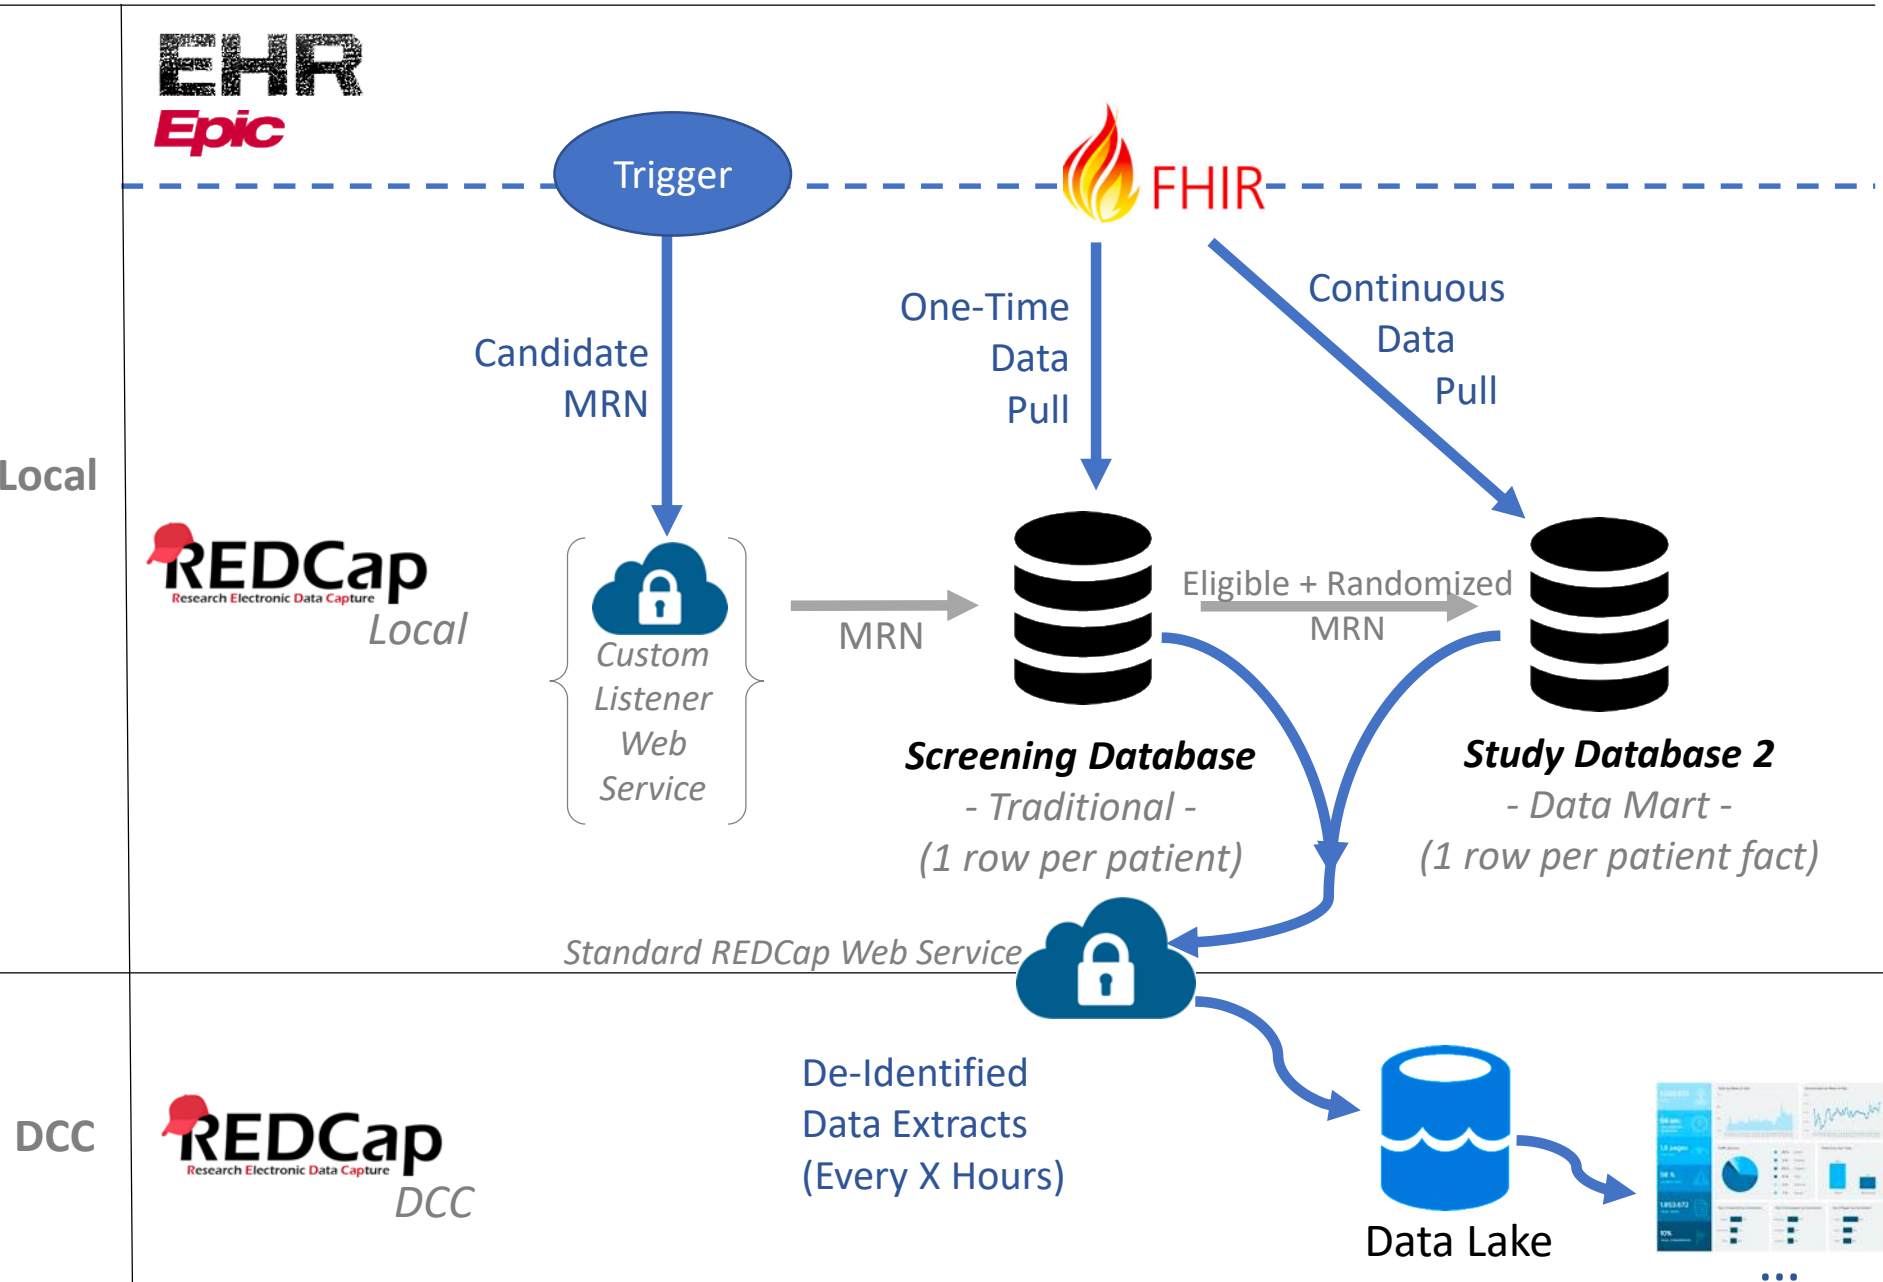 EHR
Epic
Trigger
FHIR
One-Time
Data
Pull
Continuous
Data
Pull
Candidate
MRN
Local
REDCap
Research Electronic Data Capture
Local
Custom
Listener
Web
Service
MRN
Eligible + Randomized
MRN
Screening Database
- Traditional -
(1 row per patient)
Study Database 2
- Data Mart -
(1 row per patient fact)
Standard REDCap Web Service
DCC
REDCap
Research Electronic Data Capture
DCC
De-Identified
Data Extracts
(Every X Hours)
Data Lake
...